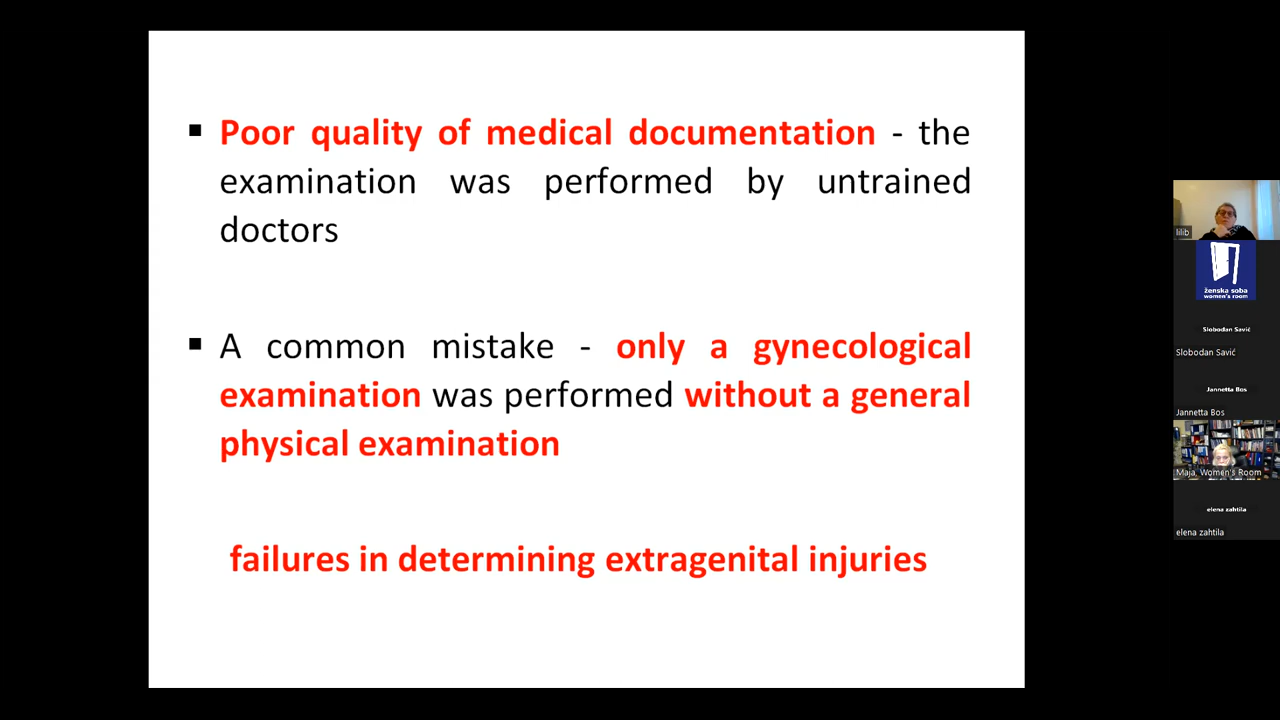 Poor quality of medical documentation - the
examination was performed by untrained
doctors
A common mistake - only a gynecological
examination was performed without a general
physical examination
failures in determining extragenital injuries
lilib
ženska soba
women's room
Slobodan Savić
Slobodan Savić
Jannetta Bos
Jannetta Bos
Maja, Women's Room
elena zahtila
elena zahtila